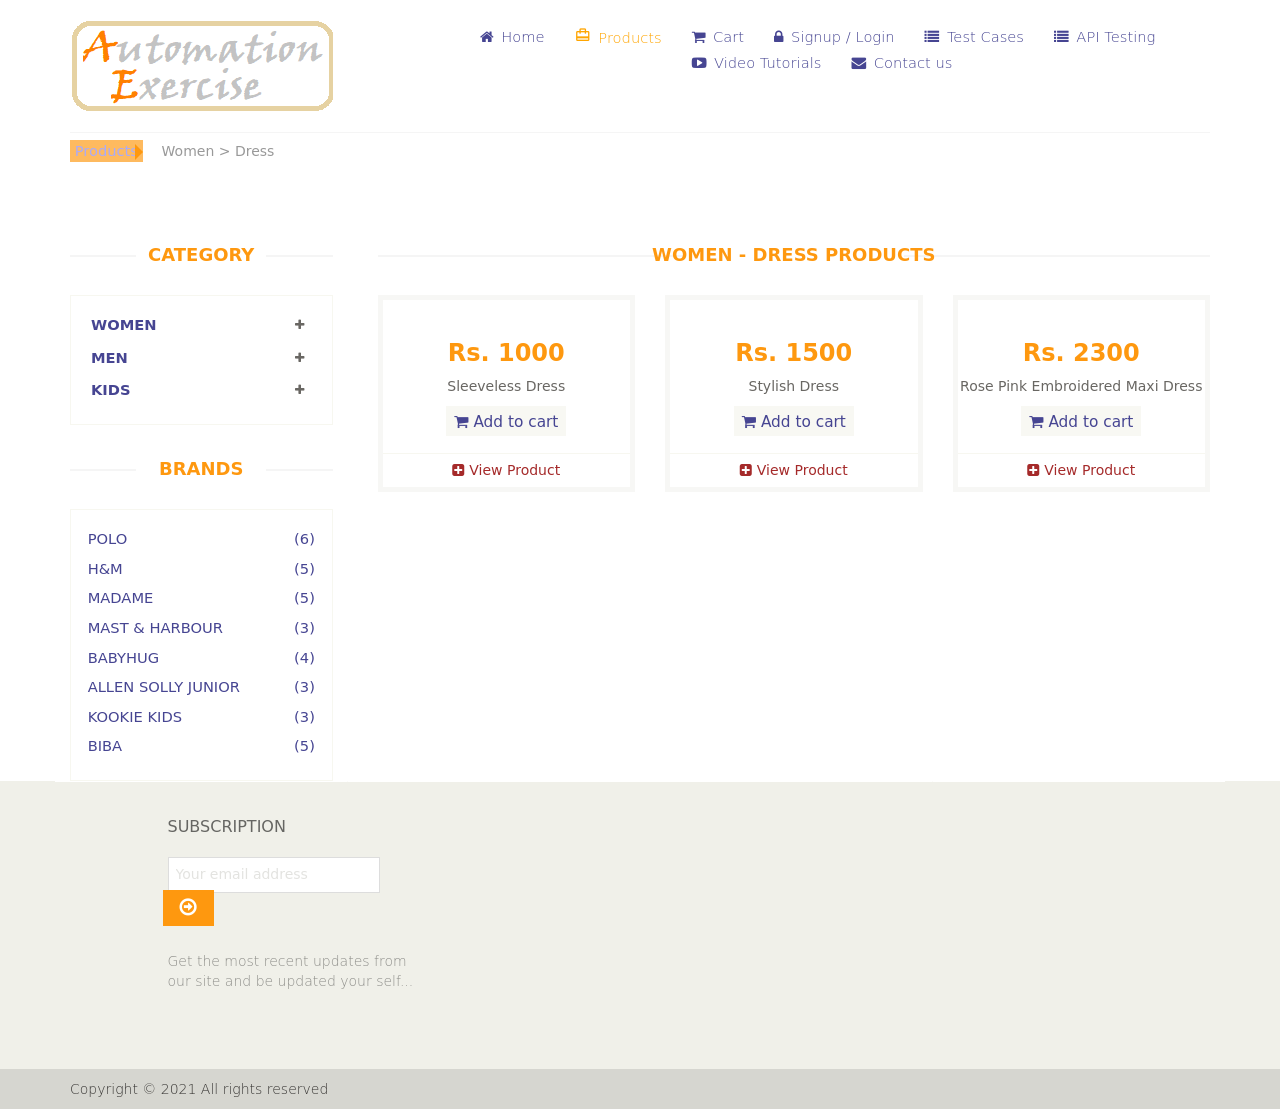 Automation
Exercise
Home
Products
Cart
Signup / Login
Test Cases
API Testing
Video Tutorials
Contact us
Products
Women > Dress
CATEGORY
WOMEN
MEN
KIDS
BRANDS
POLO (6)
H&M (5)
MADAME (5)
MAST & HARBOUR (3)
BABYHUG (4)
ALLEN SOLLY JUNIOR (3)
KOOKIE KIDS (3)
BIBA (5)
WOMEN - DRESS PRODUCTS
Rs. 1000
Sleeveless Dress
Add to cart
View Product
Rs. 1500
Stylish Dress
Add to cart
View Product
Rs. 2300
Rose Pink Embroidered Maxi Dress
Add to cart
View Product
SUBSCRIPTION
Your email address
Get the most recent updates from
our site and be updated your self...
Copyright © 2021 All rights reserved